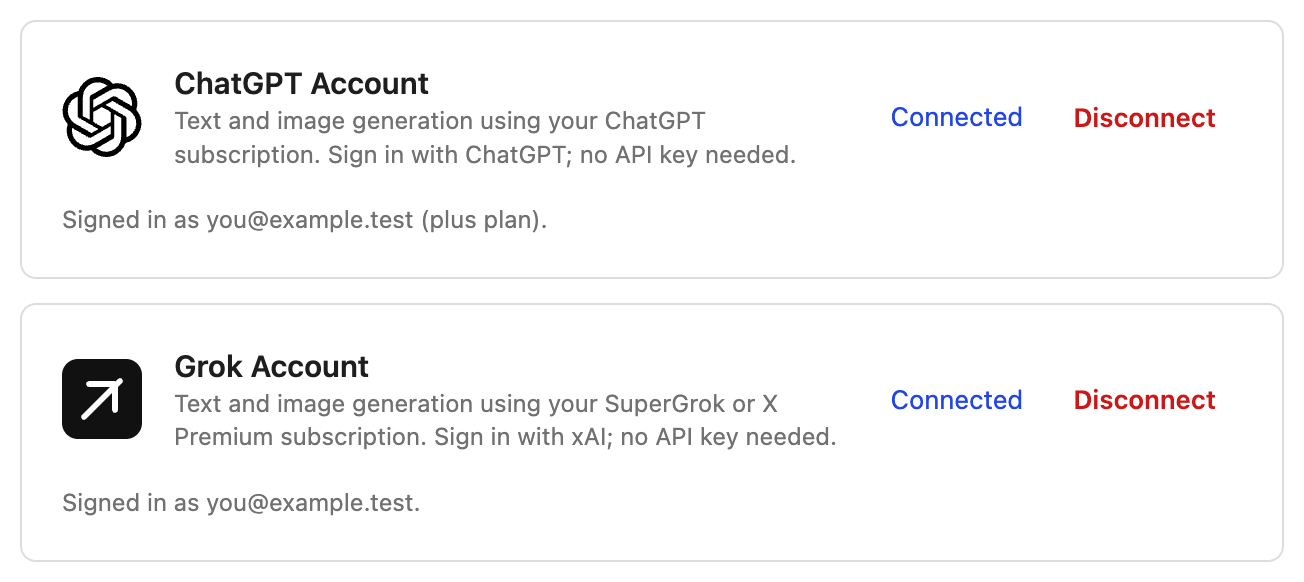 ChatGPT Account
Text and image generation using your ChatGPT
subscription. Sign in with ChatGPT; no API key needed.
Connected
Disconnect
Signed in as you@example.test (plus plan).
Grok Account
Text and image generation using your SuperGrok or X
Premium subscription. Sign in with xAI; no API key needed.
Connected
Disconnect
Signed in as you@example.test.